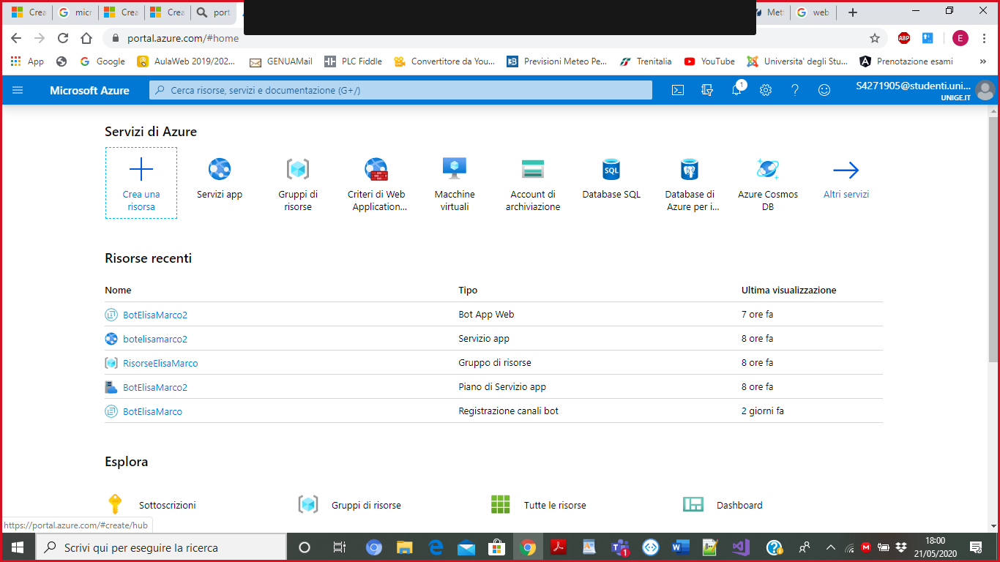 Crea
micr
Crea
Crea
port
Mett
web
portal.azure.com/#home
ABP
E
App
Google
AulaWeb 2019/202...
GENUAMail
PLC Fiddle
Convertitore da You...
Previsioni Meteo Pe...
Trenitalia
YouTube
Universita' degli Stu...
Prenotazione esami
»
Microsoft Azure
Cerca risorse, servizi e documentazione (G+/)
1
S4271905@studenti.uni...
UNIGE.IT
Servizi di Azure
Crea una
risorsa
Servizi app
Gruppi di
risorse
Criteri di Web
Application...
Macchine
virtuali
Account di
archiviazione
SQL
Database SQL
Database di
Azure per i...
Azure Cosmos
DB
Altri servizi
Risorse recenti
Nome Tipo Ultima visualizzazione
BotElisaMarco2 Bot App Web 7 ore fa
botelisamarco2 Servizio app 8 ore fa
RisorseElisaMarco Gruppo di risorse 8 ore fa
BotElisaMarco2 Piano di Servizio app 8 ore fa
BotElisaMarco Registrazione canali bot 2 giorni fa
Esplora
Sottoscrizioni
Gruppi di risorse
Tutte le risorse
Dashboard
https://portal.azure.com/#create/hub
Scrivi qui per eseguire la ricerca
1
18:00
21/05/2020